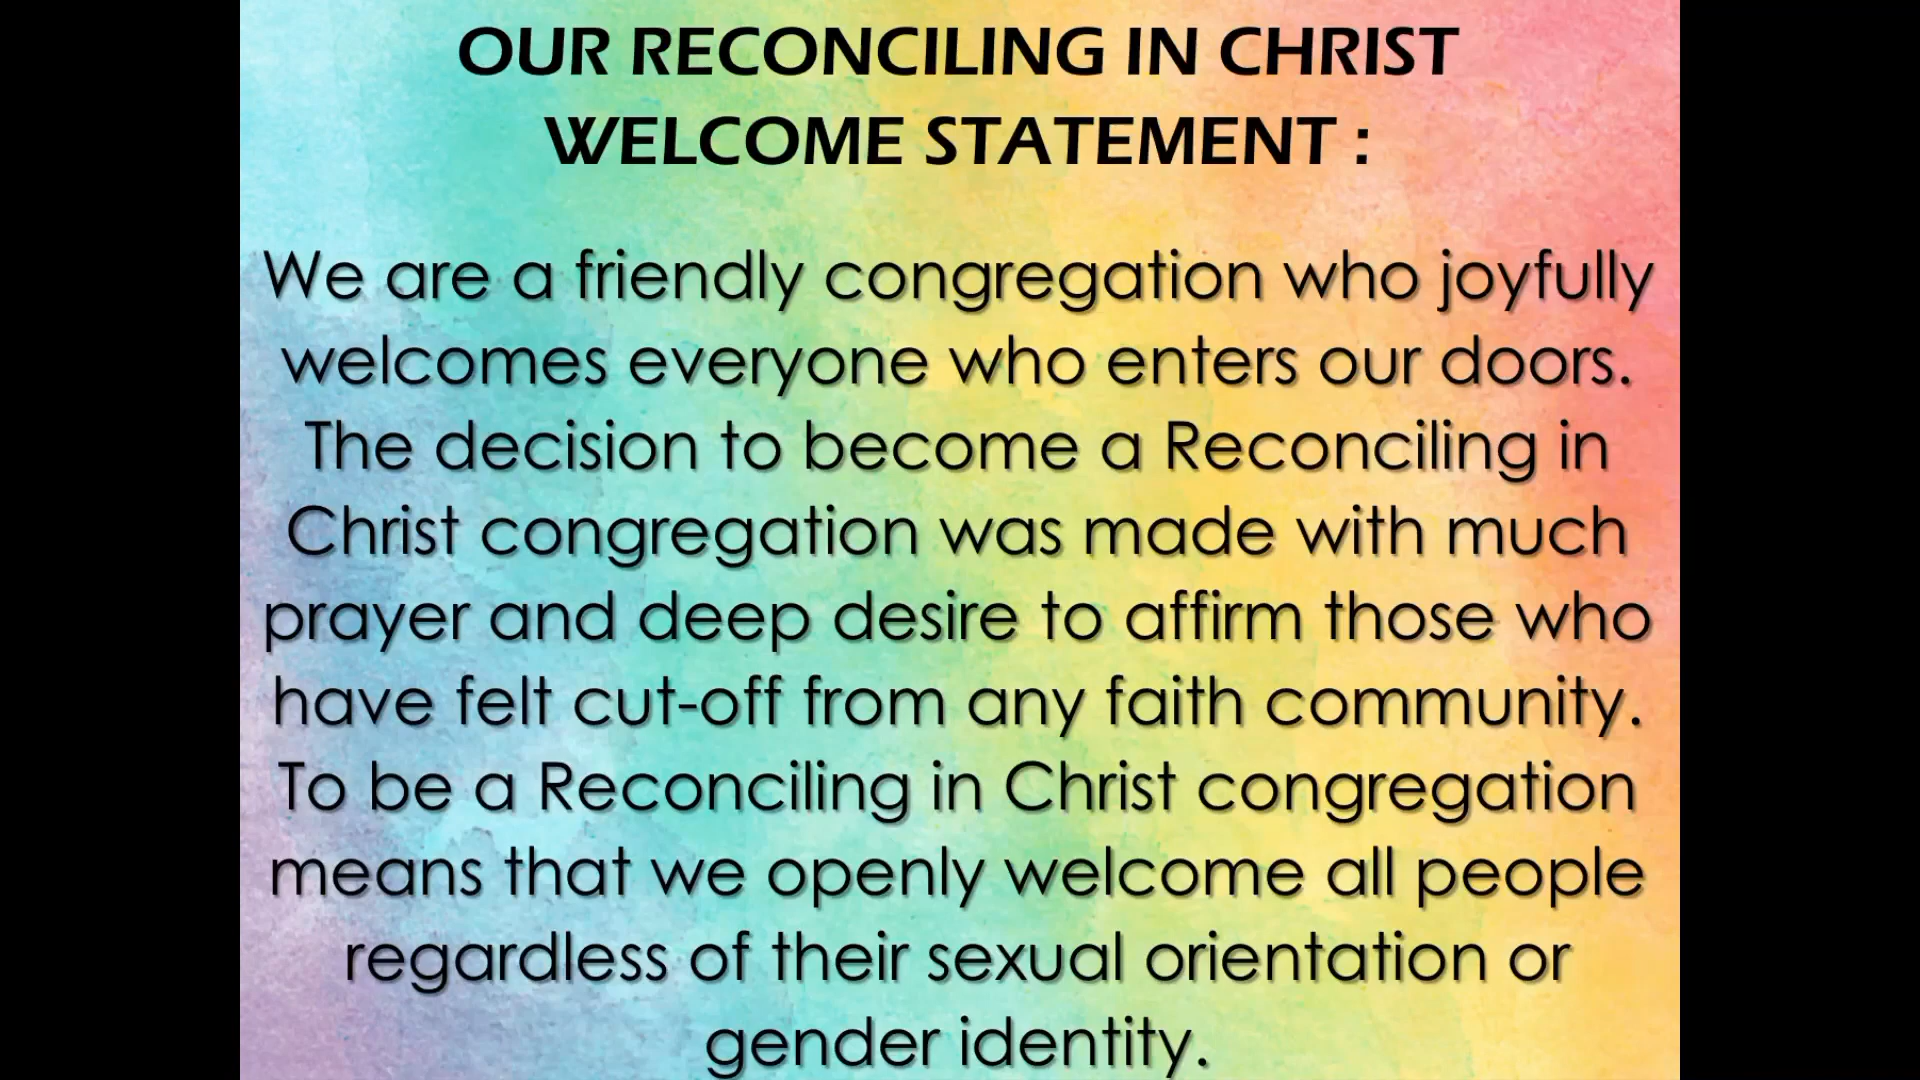 OUR RECONCILING IN CHRIST
WELCOME STATEMENT :
We are a friendly congregation who joyfully
welcomes everyone who enters our doors.
The decision to become a Reconciling in
Christ congregation was made with much
prayer and deep desire to affirm those who
have felt cut-off from any faith community.
To be a Reconciling in Christ congregation
means that we openly welcome all people
regardless of their sexual orientation or
gender identity.